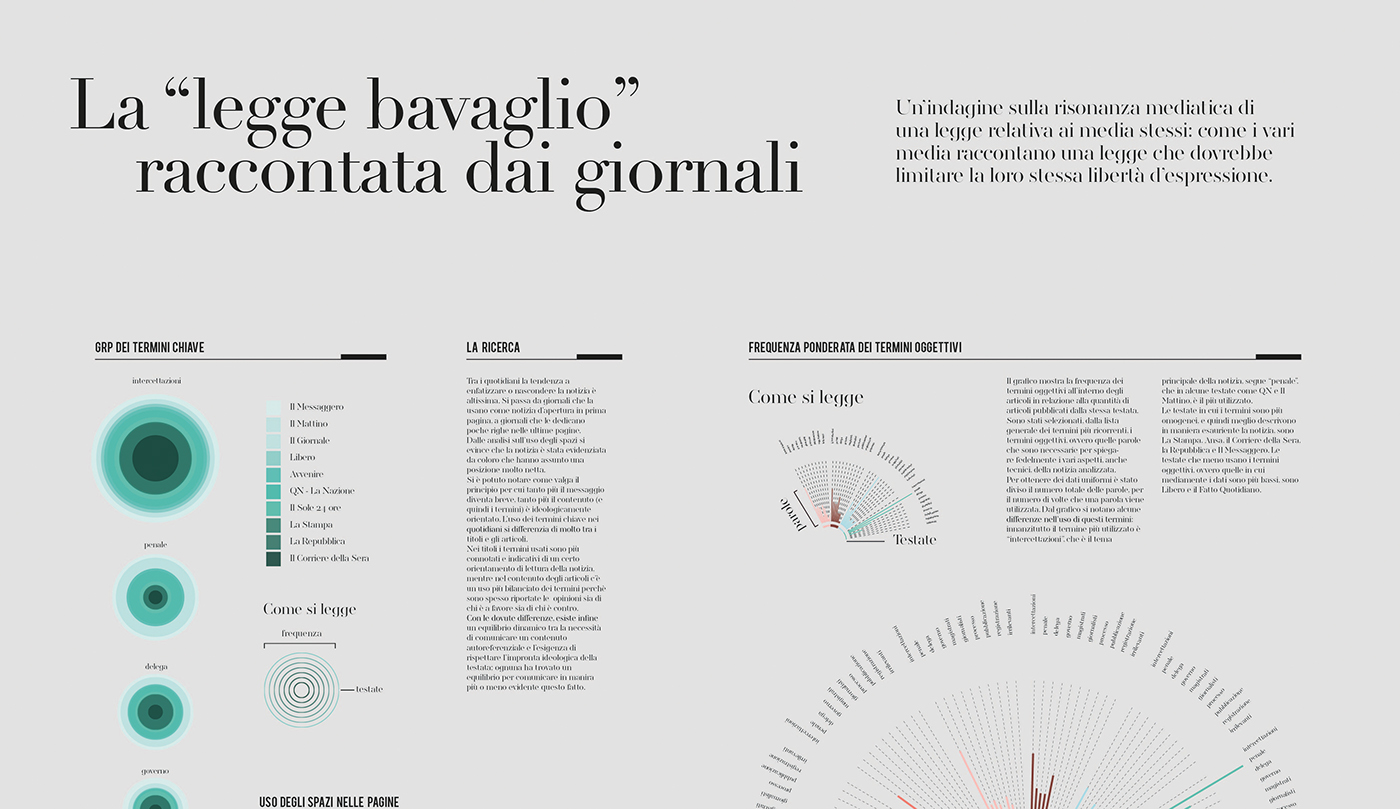 La “legge bavaglio”
raccontata dai giornali
Un’indagine sulla risonanza mediatica di
una legge relativa ai media stessi: come i vari
media raccontano una legge che dovrebbe
limitare la loro stessa libertà d’espressione.
GRP DEI TERMINI CHIAVE
intercettazioni
penale
delega
governo
Il Messaggero
Il Mattino
Il Giornale
Libero
Avvenire
QN - La Nazione
Il Sole 24 ore
La Stampa
La Repubblica
Il Corriere della Sera
Come si legge
frequenza
testate
USO DEGLI SPAZI NELLE PAGINE
LA RICERCA
Tra i quotidiani la tendenza a
enfatizzare o nascondere la notizia è
altissima. Si passa da giornali che la
usano come notizia d’apertura in prima
pagina, a giornali che le dedicano
poche righe nelle ultime pagine.
Dalle analisi sull’uso degli spazi si
evince che la notizia è stata evidenziata
da coloro che hanno assunto una
posizione molto netta.
Si è potuto notare come valga il
principio per cui tanto più il messaggio
diventa breve, tanto più il contenuto (e
quindi i termini) è ideologicamente
orientato. L’uso dei termini chiave nei
quotidiani si differenzia di molto tra i
titoli e gli articoli.
Nei titoli i termini usati sono più
connotati e indicativi di un certo
orientamento di lettura della notizia,
mentre nel contenuto degli articoli c’è
un uso più bilanciato dei termini perchè
sono spesso riportate le opinioni sia di
chi è a favore sia di chi è contro.
Con le dovute differenze, esiste infine
un equilibrio dinamico tra la necessità
di comunicare un contenuto
autoreferenziale e l’esigenza di
rispettare l’impronta ideologica della
testata: ognuna ha trovato un
equilibrio per comunicare in manira
più o meno evidente questo fatto.
FREQUENZA PONDERATA DEI TERMINI OGGETTIVI
Come si legge
parole
Testate
Il grafico mostra la frequenza dei
termini oggettivi all’interno degli
articoli in relazione alla quantità di
articoli pubblicati dalla stessa testata.
Sono stati selezionati, dalla lista
generale dei termini più ricorrenti, i
termini oggettivi, ovvero quelle parole
che sono necessarie per spiega-
re fedelmente i vari aspetti, anche
tecnici, della notizia analizzata.
Per ottenere dei dati uniformi è stato
diviso il numero totale delle parole, per
il numero di volte che una parola viene
utilizzata. Dal grafico si notano alcune
differenze nell’uso di questi termini:
innanzitutto il termine più utilizzato è
“intercettazioni”, che è il tema
principale della notizia, segue “penale”,
che in alcune testate come QN e Il
Mattino, è il più utilizzato.
Le testate in cui i termini sono più
omogenei, e quindi meglio descrivono
in maniera esauriente la notizia, sono
La Stampa, Ansa, il Corriere della Sera,
la Repubblica e Il Messaggero. Le
testate che meno usano i termini
oggettivi, ovvero quelle in cui
mediamente i dati sono più bassi, sono
Libero e il Fatto Quotidiano.
giornalisti
processo
pubblicazione
registrazione
irrilevanti
intercettazioni
penale
delega
governo
magistrati
giornalisti
processo
pubblicazione
registrazione
irrilevanti
intercettazioni
penale
delega
governo
magistrati
giornalisti
processo
pubblicazione
registrazione
irrilevanti
intercettazioni
penale
delega
governo
magistrati
giornalisti
processo
pubblicazione
registrazione
irrilevanti
intercettazioni
penale
delega
governo
magistrati
giornalisti
processo
pubblicazione
registrazione
irrilevanti
intercettazioni
penale
delega
governo
magistrati
giornalisti